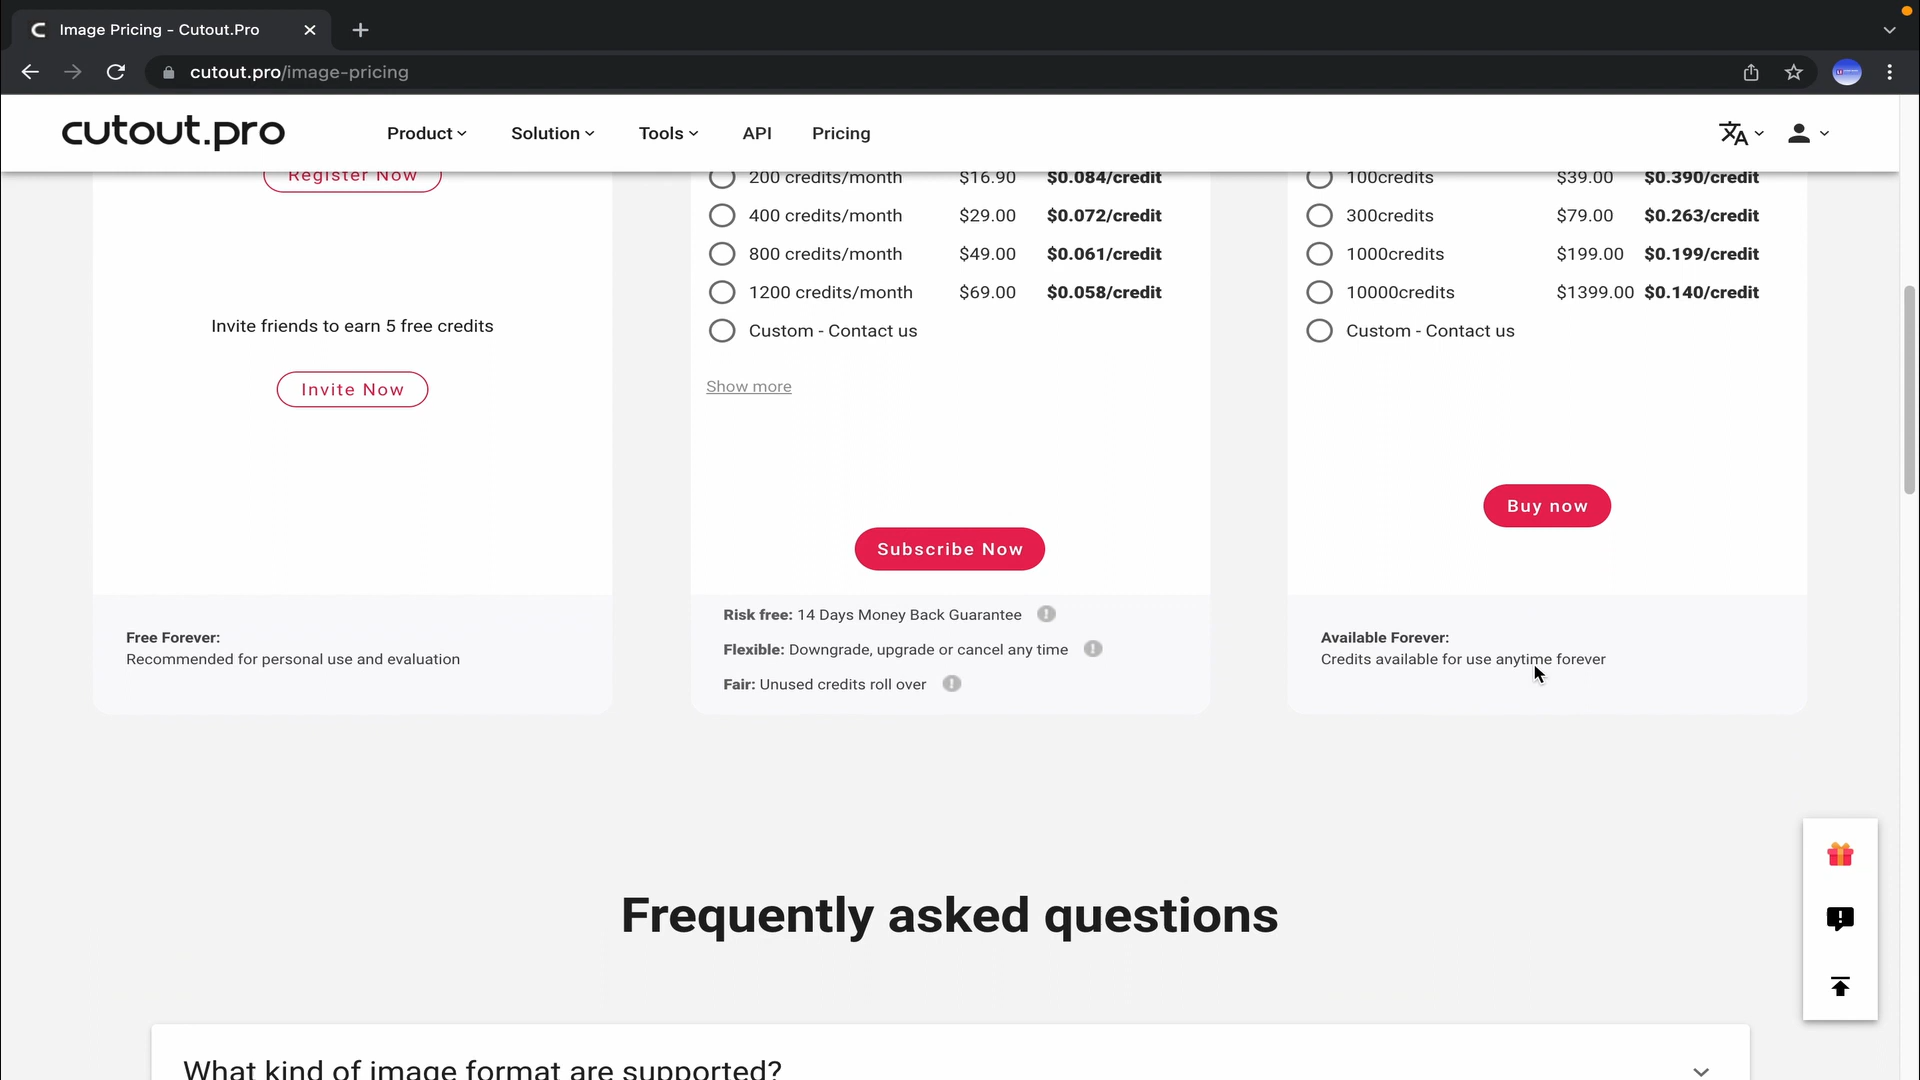 Image Pricing - Cutout.Pro
cutout.pro/image-pricing
cutout.pro
Product
Solution
Tools
API
Pricing
Register Now
Invite friends to earn 5 free credits
Invite Now
Free Forever:
Recommended for personal use and evaluation
200 credits/month $16.90 $0.084/credit
400 credits/month $29.00 $0.072/credit
800 credits/month $49.00 $0.061/credit
1200 credits/month $69.00 $0.058/credit
Custom - Contact us
Show more
Subscribe Now
Risk free: 14 Days Money Back Guarantee
Flexible: Downgrade, upgrade or cancel any time
Fair: Unused credits roll over
100credits $39.00 $0.390/credit
300credits $79.00 $0.263/credit
1000credits $199.00 $0.199/credit
10000credits $1399.00 $0.140/credit
Custom - Contact us
Buy now
Available Forever:
Credits available for use anytime forever
Frequently asked questions
What kind of image format are supported?